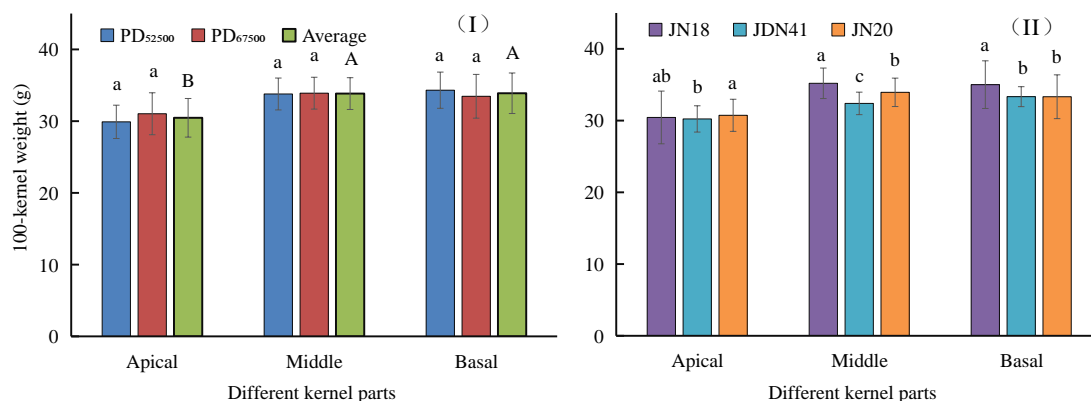 (I)
PD52500 PD67500 Average
40
30
20
10
0
a a B
a a A
a a A
Apical Middle Basal
Different kernel parts
100-kernel weight (g)
(II)
JN18 JDN41 JN20
40
30
20
10
0
ab b a
a c b
a b b
Apical Middle Basal
Different kernel parts